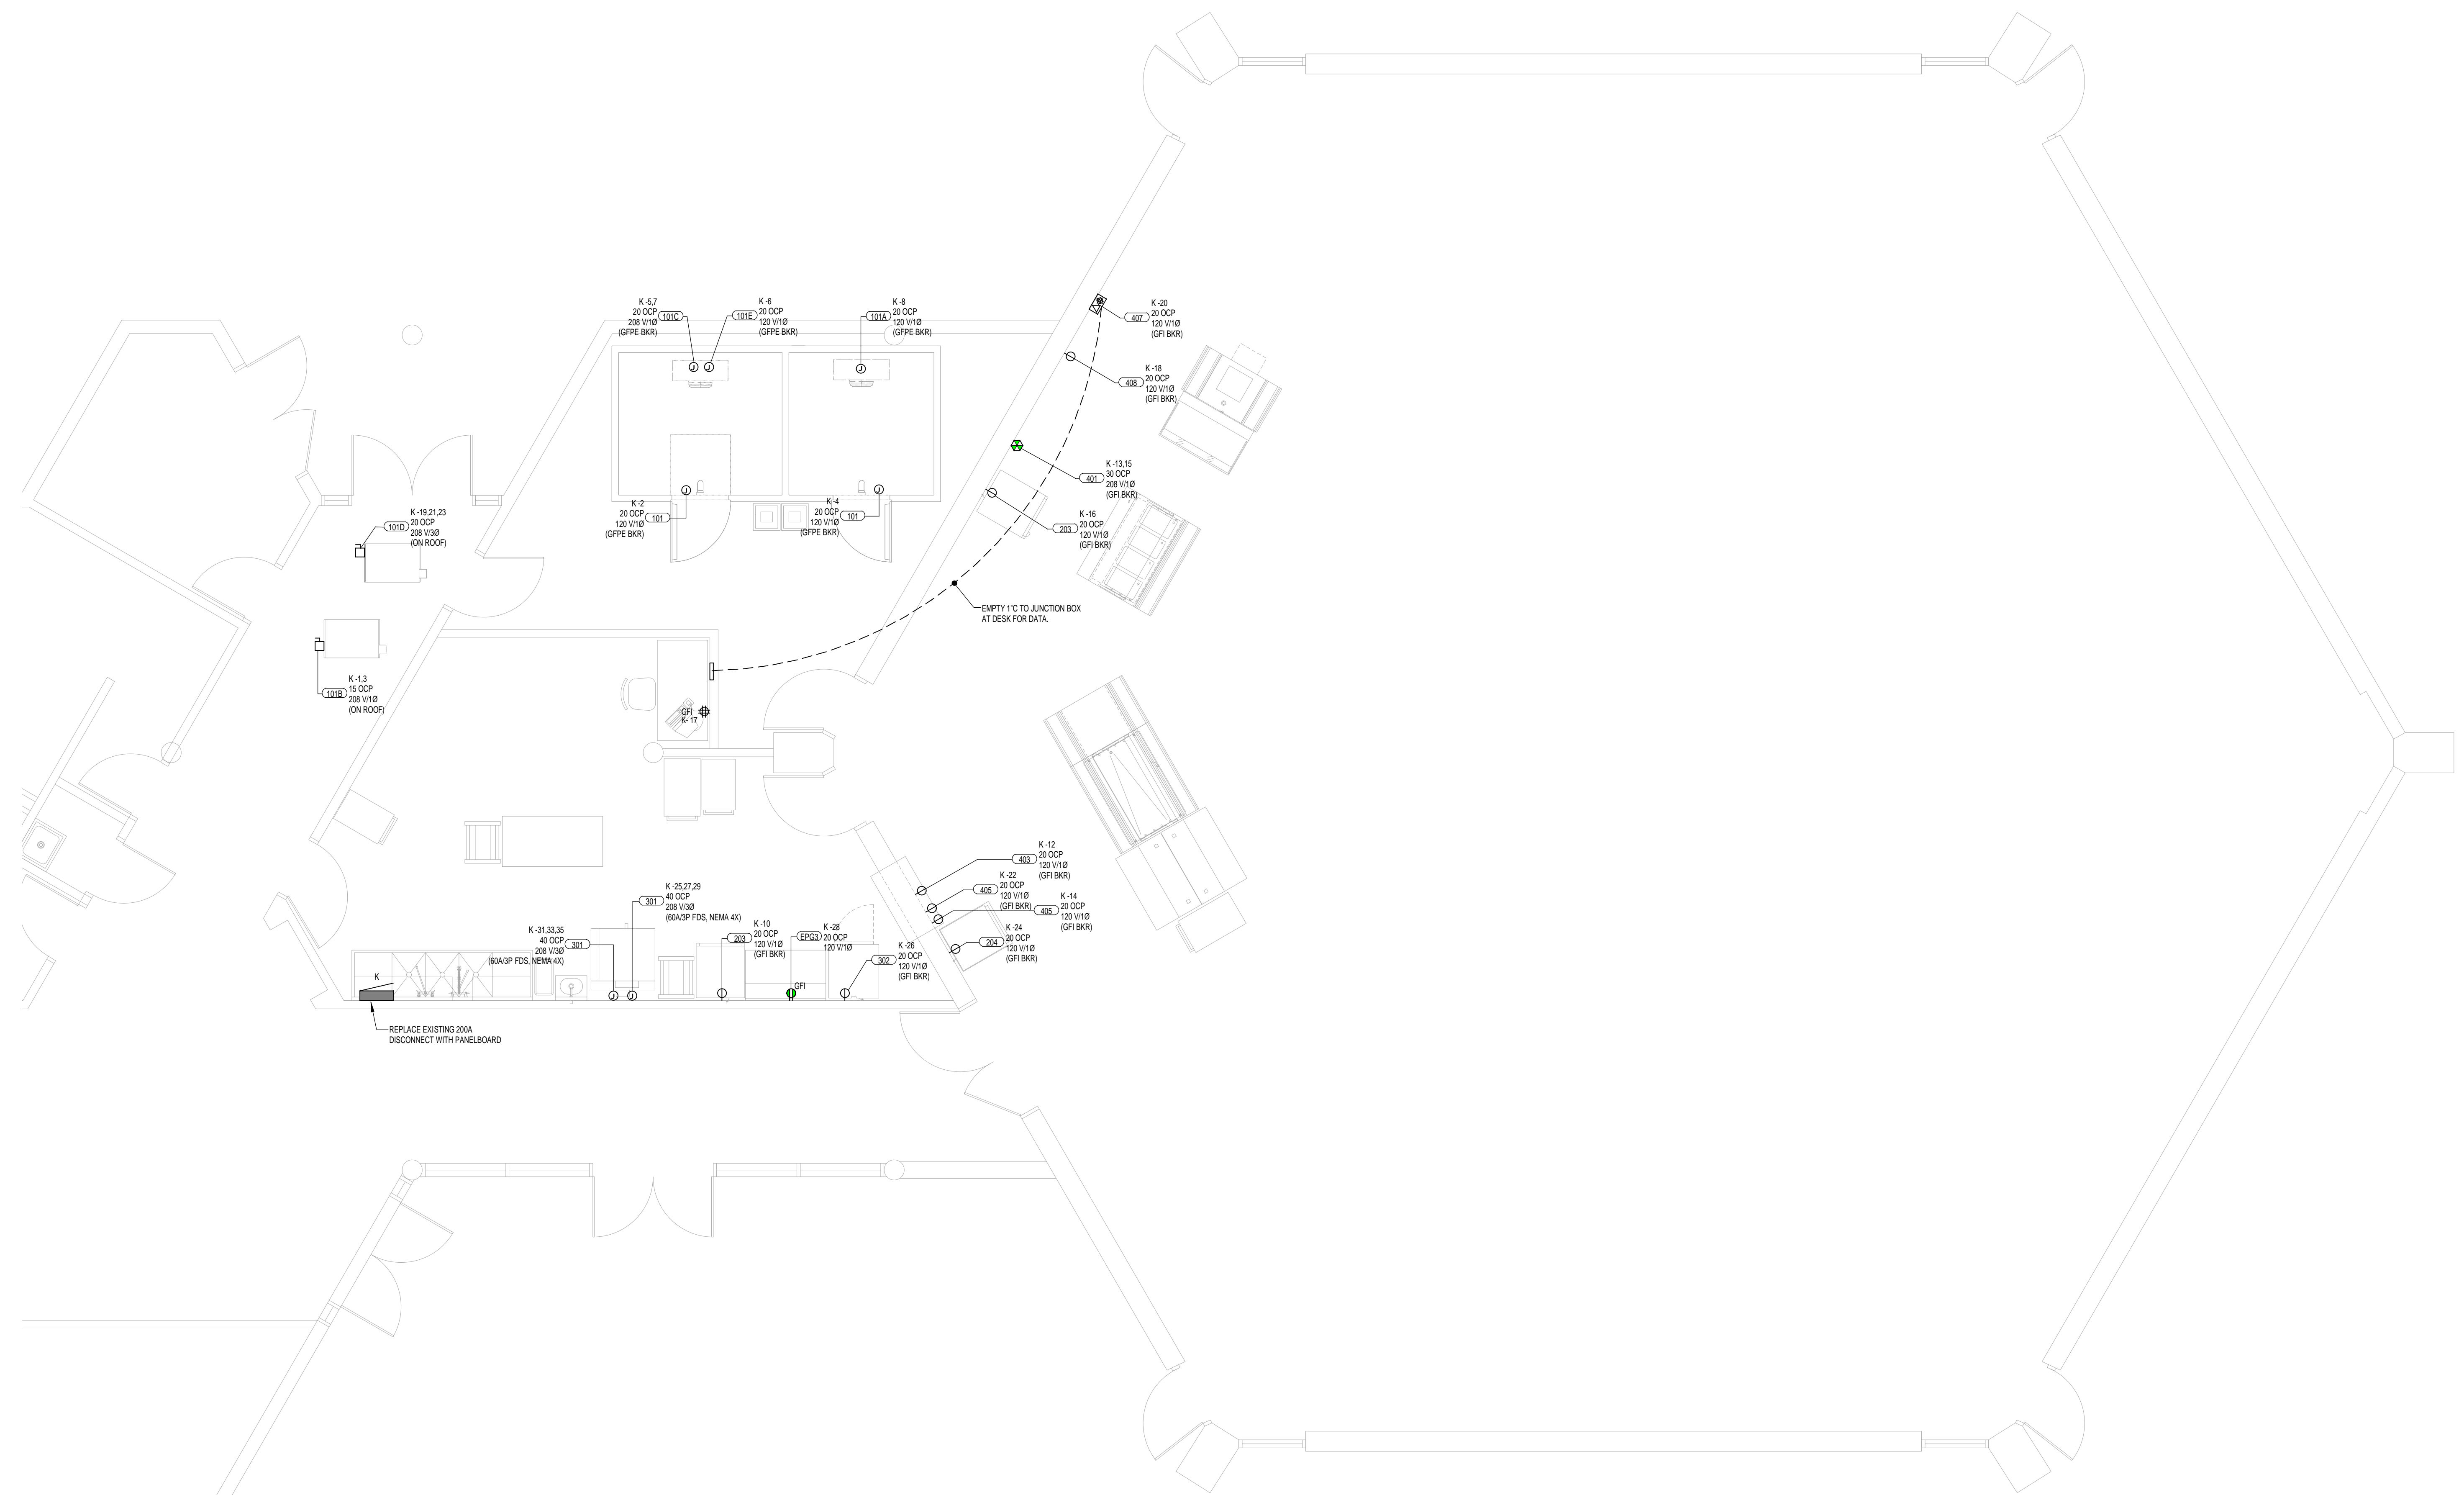 K -5,7
20 OCP
208 V/1Ø
(GFPE BKR)
101C
K -6
20 OCP
120 V/1Ø
(GFPE BKR)
101E
K -8
20 OCP
120 V/1Ø
(GFPE BKR)
101A
K -20
20 OCP
120 V/1Ø
(GFI BKR)
407
K -18
20 OCP
120 V/1Ø
(GFI BKR)
408
K -13,15
30 OCP
208 V/1Ø
(GFI BKR)
401
K -16
20 OCP
120 V/1Ø
(GFI BKR)
203
K -2
20 OCP
120 V/1Ø
(GFPE BKR)
101
K -4
20 OCP
120 V/1Ø
(GFPE BKR)
101
J
J
J
J
J
K -19,21,23
20 OCP
208 V/3Ø
(ON ROOF)
101D
EMPTY 1"C TO JUNCTION BOX
AT DESK FOR DATA.
K -1,3
15 OCP
208 V/1Ø
(ON ROOF)
101B
GFI
K- 17
K -12
20 OCP
120 V/1Ø
(GFI BKR)
403
K -22
20 OCP
120 V/1Ø
(GFI BKR)
405
K -14
20 OCP
120 V/1Ø
(GFI BKR)
405
K -24
20 OCP
120 V/1Ø
(GFI BKR)
204
K -25,27,29
40 OCP
208 V/3Ø
(60A/3P FDS, NEMA 4X)
301
K -31,33,35
40 OCP
208 V/3Ø
(60A/3P FDS, NEMA 4X)
301
K -10
20 OCP
120 V/1Ø
(GFI BKR)
203
K -28
20 OCP
120 V/1Ø
EPG3
K -26
20 OCP
120 V/1Ø
(GFI BKR)
302
GFI
J
J
K
REPLACE EXISTING 200A
DISCONNECT WITH PANELBOARD